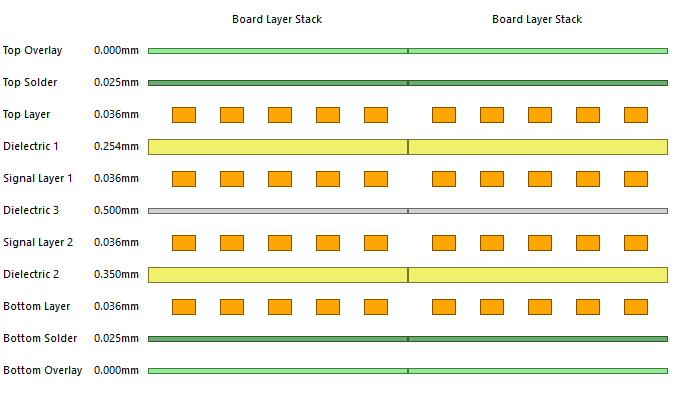 Board Layer Stack Board Layer Stack
Top Overlay 0.000mm
Top Solder 0.025mm
Top Layer 0.036mm
Dielectric 1 0.254mm
Signal Layer 1 0.036mm
Dielectric 3 0.500mm
Signal Layer 2 0.036mm
Dielectric 2 0.350mm
Bottom Layer 0.036mm
Bottom Solder 0.025mm
Bottom Overlay 0.000mm